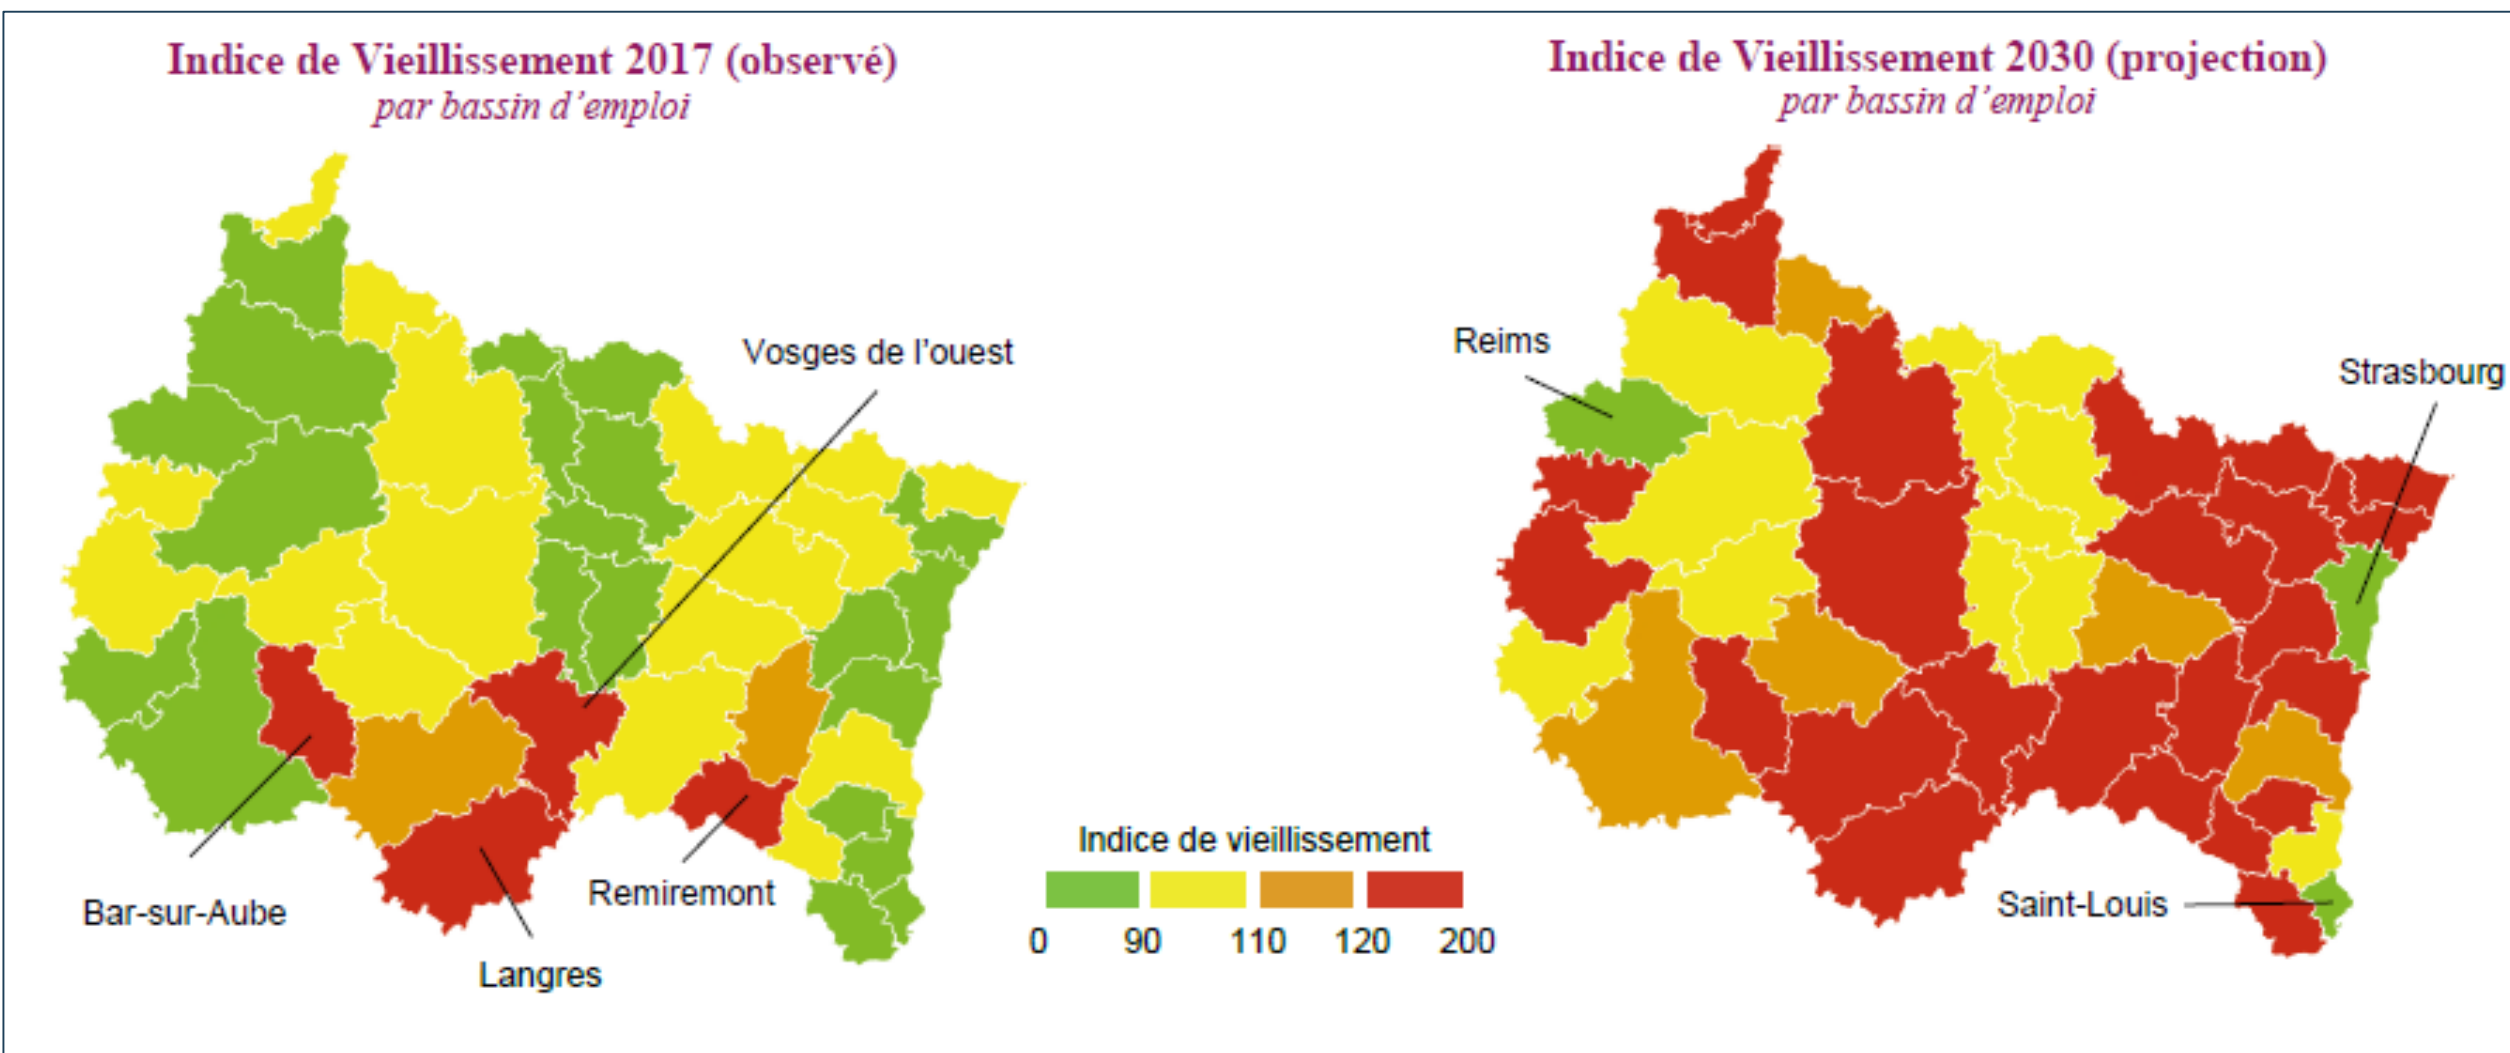 Indice de Vieillissement 2017 (observé)
par bassin d'emploi
Indice de Vieillissement 2030 (projection)
par bassin d'emploi
Vosges de l'ouest
Bar-sur-Aube
Langres
Remiremont
Reims
Strasbourg
Saint-Louis
Indice de vieillissement
0 90 110 120 200